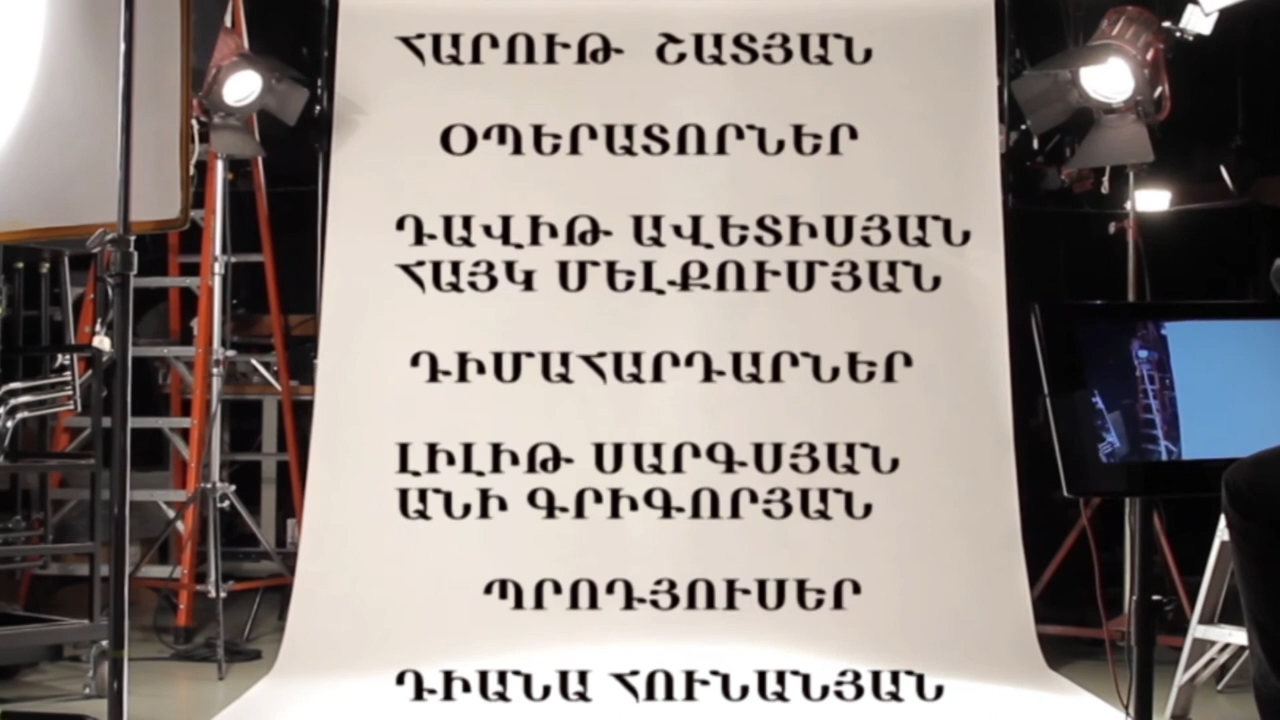 ՀԱՐՈՒԹ ՇԱՏՅԱՆ
ՕՊԵՐԱՏՈՐՆԵՐ
ԴԱՎԻԹ ԱՎԵՏԻՍՅԱՆ
ՀԱՅԿ ՄԵԼՔՈՒՄՅԱՆ
ԴԻՄԱՀԱՐԴԱՐՆԵՐ
ԼԻԼԻԹ ՍԱՐԳՍՅԱՆ
ԱՆԻ ԳՐԻԳՈՐՅԱՆ
ՊՐՈԴՅՈՒՍԵՐ
ԴԻԱՆԱ ՀՈՒՆԱՆՅԱՆ